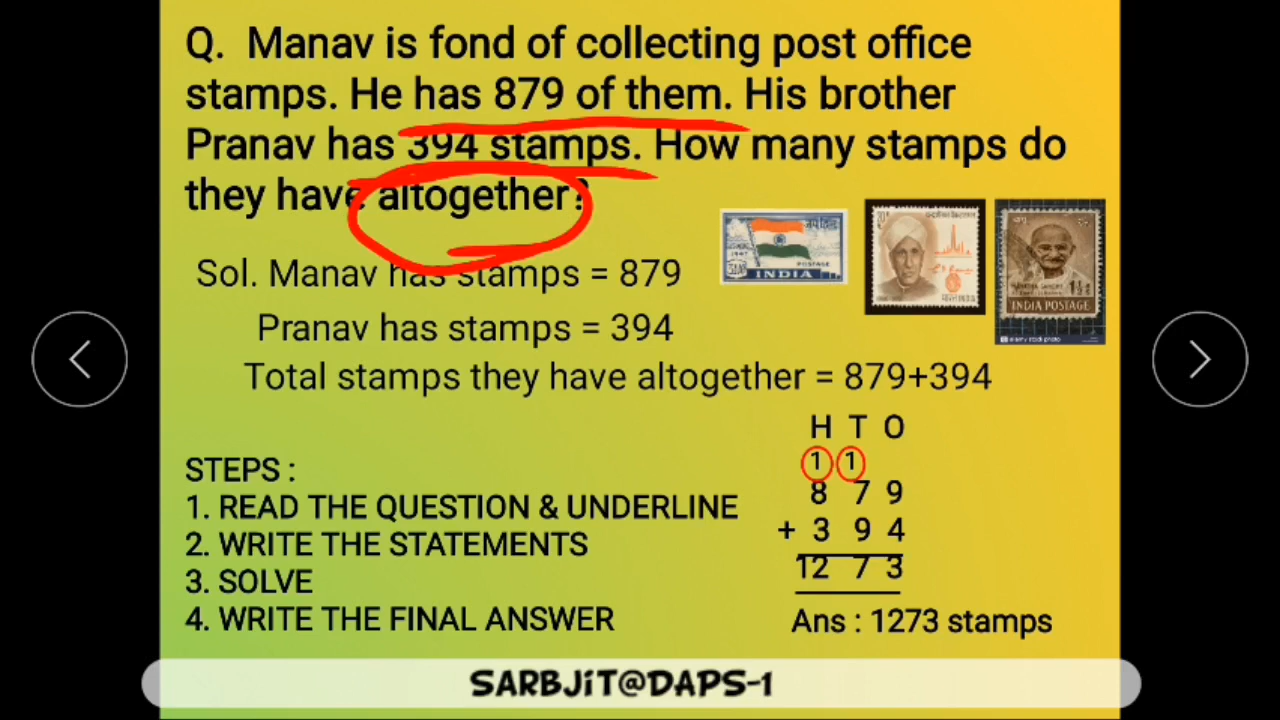 Q. Manav is fond of collecting post office
stamps. He has 879 of them. His brother
Pranav has 394 stamps. How many stamps do
they have altogether?
INDIA
POSTAGE
INDIA POSTAGE
Sol. Manav has stamps = 879
Pranav has stamps = 394
Total stamps they have altogether = 879+394
H T O
1 1
8 7 9
+ 3 9 4
12 7 3
Ans : 1273 stamps
STEPS :
1. READ THE QUESTION & UNDERLINE
2. WRITE THE STATEMENTS
3. SOLVE
4. WRITE THE FINAL ANSWER
SARBJiT@DAPS-1